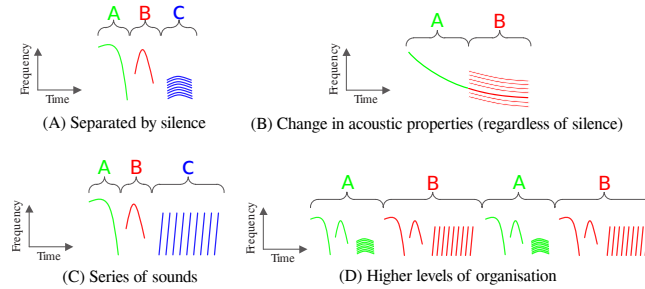 A B C
Frequency
Time
(A) Separated by silence
A B
Frequency
Time
(B) Change in acoustic properties (regardless of silence)
A B C
Frequency
Time
(C) Series of sounds
A B A B
Frequency
Time
(D) Higher levels of organisation